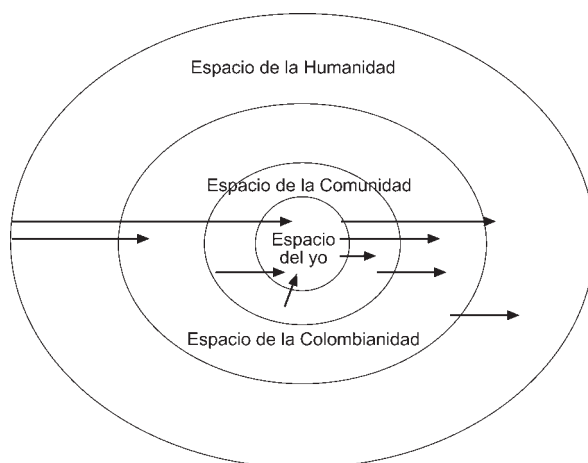 Espacio de la Humanidad
Espacio de la Comunidad
Espacio
del yo
Espacio de la Colombianidad